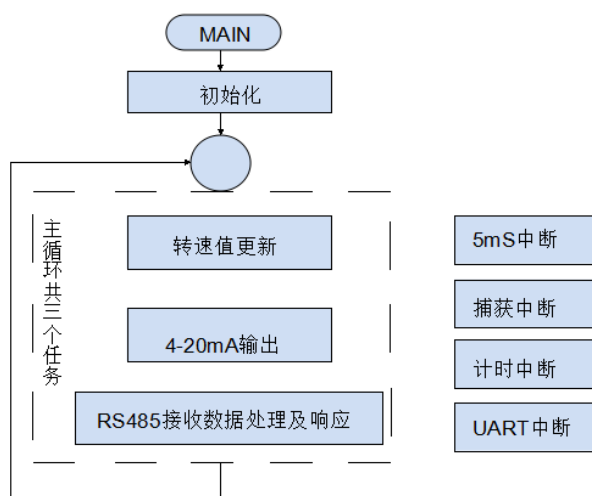 MAIN
初始化
主循环共三个任务
转速值更新
4-20mA输出
RS485接收数据处理及响应
5mS中断
捕获中断
计时中断
UART中断